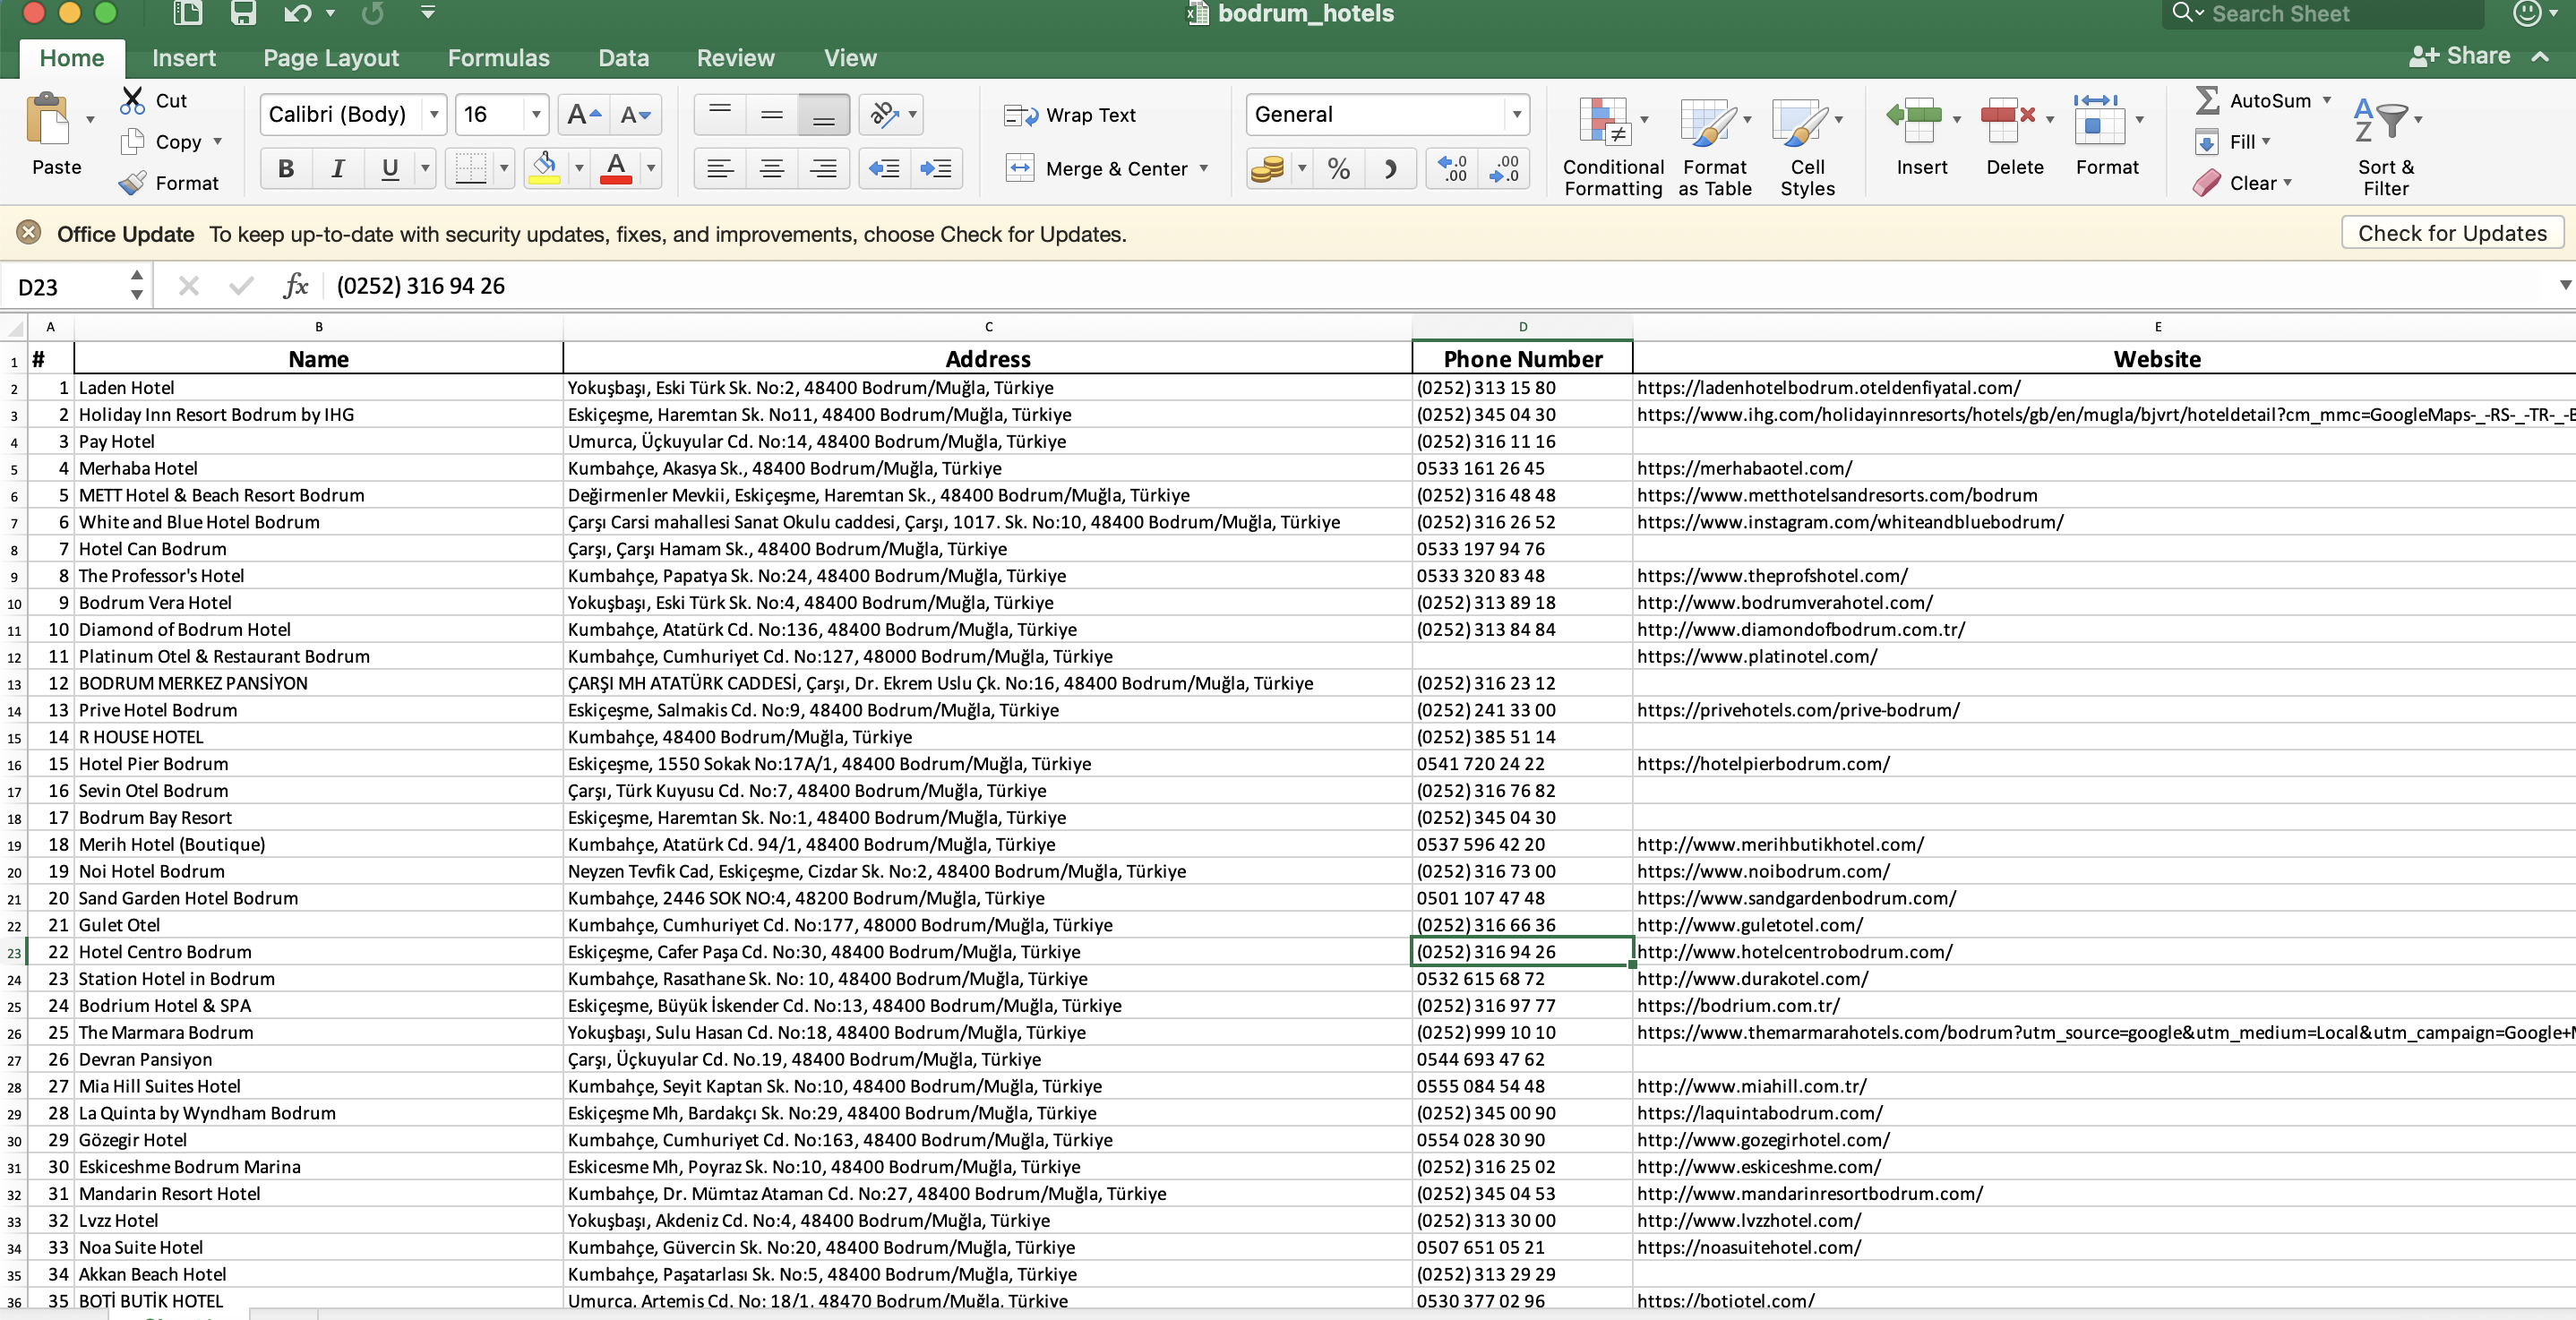 bodrum_hotels
Search Sheet
Home Insert Page Layout Formulas Data Review View
Share
Paste
Cut
Copy
Format
Calibri (Body) 16
Wrap Text
Merge & Center
General
Conditional Formatting
Format as Table
Cell Styles
Insert
Delete
Format
AutoSum
Fill
Clear
Sort & Filter
Office Update To keep up-to-date with security updates, fixes, and improvements, choose Check for Updates.
Check for Updates
D23 fx (0252) 316 94 26
A B C D E
1 # Name Address Phone Number Website
2 1 Laden Hotel Yokuşbaşı, Eski Türk Sk. No:2, 48400 Bodrum/Muğla, Türkiye (0252) 313 15 80 https://ladenhotelbodrum.oteldenfiyatal.com/
3 2 Holiday Inn Resort Bodrum by IHG Eskiçeşme, Haremtan Sk. No11, 48400 Bodrum/Muğla, Türkiye (0252) 345 04 30 https://www.ihg.com/holidayinnresorts/hotels/gb/en/mugla/bjvrt/hoteldetail?cm_mmc=GoogleMaps-_-RS-_-TR-_-B
4 3 Pay Hotel Umurca, Üçkuyular Cd. No:14, 48400 Bodrum/Muğla, Türkiye (0252) 316 11 16
5 4 Merhaba Hotel Kumbahçe, Akasya Sk., 48400 Bodrum/Muğla, Türkiye 0533 161 26 45 https://merhabaotel.com/
6 5 METT Hotel & Beach Resort Bodrum Değirmenler Mevkii, Eskiçeşme, Haremtan Sk., 48400 Bodrum/Muğla, Türkiye (0252) 316 48 48 https://www.metthotelsandresorts.com/bodrum
7 6 White and Blue Hotel Bodrum Çarşı Carsi mahallesi Sanat Okulu caddesi, Çarşı, 1017. Sk. No:10, 48400 Bodrum/Muğla, Türkiye (0252) 316 26 52 https://www.instagram.com/whiteandbluebodrum/
8 7 Hotel Can Bodrum Çarşı, Çarşı Hamam Sk., 48400 Bodrum/Muğla, Türkiye 0533 197 94 76
9 8 The Professor's Hotel Kumbahçe, Papatya Sk. No:24, 48400 Bodrum/Muğla, Türkiye 0533 320 83 48 https://www.theprofshotel.com/
10 9 Bodrum Vera Hotel Yokuşbaşı, Eski Türk Sk. No:4, 48400 Bodrum/Muğla, Türkiye (0252) 313 89 18 http://www.bodrumverahotel.com/
11 10 Diamond of Bodrum Hotel Kumbahçe, Atatürk Cd. No:136, 48400 Bodrum/Muğla, Türkiye (0252) 313 84 84 http://www.diamondofbodrum.com.tr/
12 11 Platinum Otel & Restaurant Bodrum Kumbahçe, Cumhuriyet Cd. No:127, 48000 Bodrum/Muğla, Türkiye https://www.platinotel.com/
13 12 BODRUM MERKEZ PANSİYON ÇARŞI MH ATATÜRK CADDESİ, Çarşı, Dr. Ekrem Uslu Çk. No:16, 48400 Bodrum/Muğla, Türkiye (0252) 316 23 12
14 13 Prive Hotel Bodrum Eskiçeşme, Salmakis Cd. No:9, 48400 Bodrum/Muğla, Türkiye (0252) 241 33 00 https://privehotels.com/prive-bodrum/
15 14 R HOUSE HOTEL Kumbahçe, 48400 Bodrum/Muğla, Türkiye (0252) 385 51 14
16 15 Hotel Pier Bodrum Eskiçeşme, 1550 Sokak No:17A/1, 48400 Bodrum/Muğla, Türkiye 0541 720 24 22 https://hotelpierbodrum.com/
17 16 Sevin Otel Bodrum Çarşı, Türk Kuyusu Cd. No:7, 48400 Bodrum/Muğla, Türkiye (0252) 316 76 82
18 17 Bodrum Bay Resort Eskiçeşme, Haremtan Sk. No:1, 48400 Bodrum/Muğla, Türkiye (0252) 345 04 30
19 18 Merih Hotel (Boutique) Kumbahçe, Atatürk Cd. 94/1, 48400 Bodrum/Muğla, Türkiye 0537 596 42 20 http://www.merihbutikhotel.com/
20 19 Noi Hotel Bodrum Neyzen Tevfik Cad, Eskiçeşme, Cizdar Sk. No:2, 48400 Bodrum/Muğla, Türkiye (0252) 316 73 00 https://www.noibodrum.com/
21 20 Sand Garden Hotel Bodrum Kumbahçe, 2446 SOK NO:4, 48200 Bodrum/Muğla, Türkiye 0501 107 47 48 https://www.sandgardenbodrum.com/
22 21 Gulet Otel Kumbahçe, Cumhuriyet Cd. No:177, 48000 Bodrum/Muğla, Türkiye (0252) 316 66 36 http://www.guletotel.com/
23 22 Hotel Centro Bodrum Eskiçeşme, Cafer Paşa Cd. No:30, 48400 Bodrum/Muğla, Türkiye (0252) 316 94 26 http://www.hotelcentrobodrum.com/
24 23 Station Hotel in Bodrum Kumbahçe, Rasathane Sk. No: 10, 48400 Bodrum/Muğla, Türkiye 0532 615 68 72 http://www.durakotel.com/
25 24 Bodrium Hotel & SPA Eskiçeşme, Büyük İskender Cd. No:13, 48400 Bodrum/Muğla, Türkiye (0252) 316 97 77 https://bodrium.com.tr/
26 25 The Marmara Bodrum Yokuşbaşı, Sulu Hasan Cd. No:18, 48400 Bodrum/Muğla, Türkiye (0252) 999 10 10 https://www.themarmarahotels.com/bodrum?utm_source=google&utm_medium=Local&utm_campaign=Google+M
27 26 Devran Pansiyon Çarşı, Üçkuyular Cd. No.19, 48400 Bodrum/Muğla, Türkiye 0544 693 47 62
28 27 Mia Hill Suites Hotel Kumbahçe, Seyit Kaptan Sk. No:10, 48400 Bodrum/Muğla, Türkiye 0555 084 54 48 http://www.miahill.com.tr/
29 28 La Quinta by Wyndham Bodrum Eskiçeşme Mh, Bardakçı Sk. No:29, 48400 Bodrum/Muğla, Türkiye (0252) 345 00 90 https://laquintabodrum.com/
30 29 Gözegir Hotel Kumbahçe, Cumhuriyet Cd. No:163, 48400 Bodrum/Muğla, Türkiye 0554 028 30 90 http://www.gozegirhotel.com/
31 30 Eskiceshme Bodrum Marina Eskicesme Mh, Poyraz Sk. No:10, 48400 Bodrum/Muğla, Türkiye (0252) 316 25 02 http://www.eskiceshme.com/
32 31 Mandarin Resort Hotel Kumbahçe, Dr. Mümtaz Ataman Cd. No:27, 48400 Bodrum/Muğla, Türkiye (0252) 345 04 53 http://www.mandarinresortbodrum.com/
33 32 Lvzz Hotel Yokuşbaşı, Akdeniz Cd. No:4, 48400 Bodrum/Muğla, Türkiye (0252) 313 30 00 http://www.lvzzhotel.com/
34 33 Noa Suite Hotel Kumbahçe, Güvercin Sk. No:20, 48400 Bodrum/Muğla, Türkiye 0507 651 05 21 https://noasuitehotel.com/
35 34 Akkan Beach Hotel Kumbahçe, Paşatarlası Sk. No:5, 48400 Bodrum/Muğla, Türkiye (0252) 313 29 29
36 35 BOTİ BUTİK HOTEL Umurca, Artemis Cd. No: 18/1, 48470 Bodrum/Muğla, Türkiye 0530 377 02 96 https://botiotel.com/